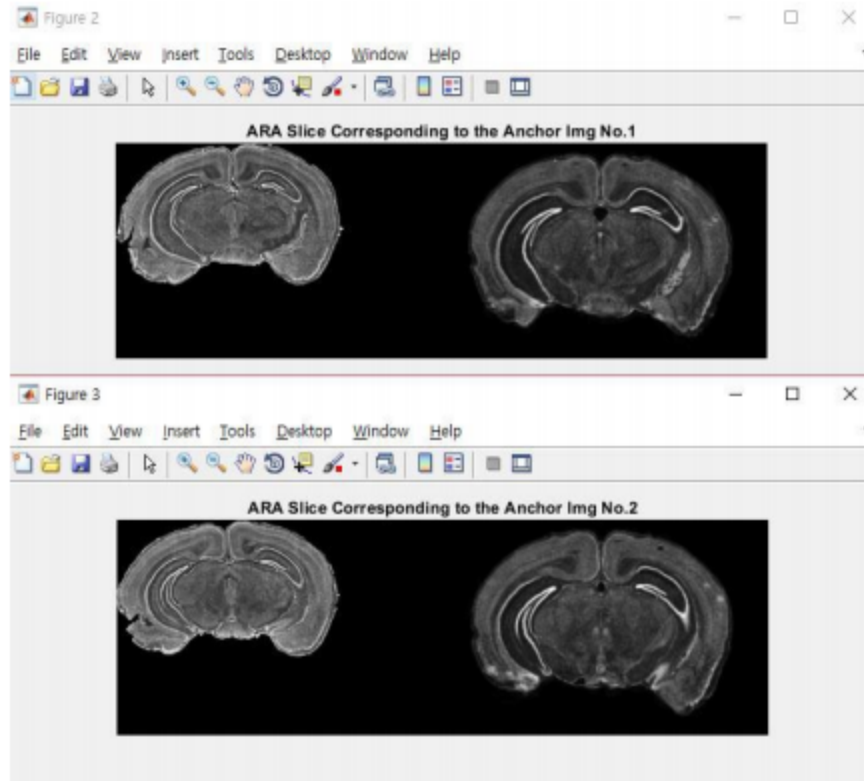 Figure 2
File Edit View Insert Tools Desktop Window Help
ARA Slice Corresponding to the Anchor Img No.1
Figure 3
File Edit View Insert Tools Desktop Window Help
ARA Slice Corresponding to the Anchor Img No.2